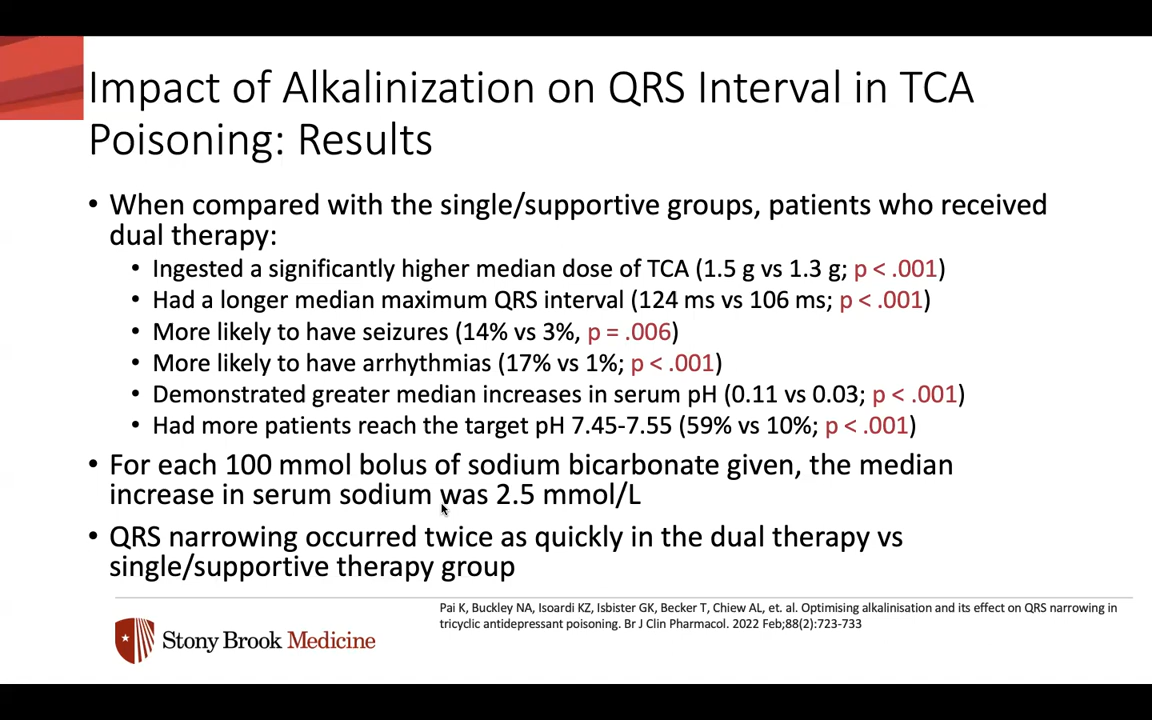 Impact of Alkalinization on QRS Interval in TCA
Poisoning: Results
• When compared with the single/supportive groups, patients who received
dual therapy:
• Ingested a significantly higher median dose of TCA (1.5 g vs 1.3 g; p < .001)
• Had a longer median maximum QRS interval (124 ms vs 106 ms; p < .001)
• More likely to have seizures (14% vs 3%, p = .006)
• More likely to have arrhythmias (17% vs 1%; p < .001)
• Demonstrated greater median increases in serum pH (0.11 vs 0.03; p < .001)
• Had more patients reach the target pH 7.45-7.55 (59% vs 10%; p < .001)
• For each 100 mmol bolus of sodium bicarbonate given, the median
increase in serum sodium was 2.5 mmol/L
• QRS narrowing occurred twice as quickly in the dual therapy vs
single/supportive therapy group
Pai K, Buckley NA, Isoardi KZ, Isbister GK, Becker T, Chiew AL, et. al. Optimising alkalinisation and its effect on QRS narrowing in
tricyclic antidepressant poisoning. Br J Clin Pharmacol. 2022 Feb;88(2):723-733
Stony Brook Medicine